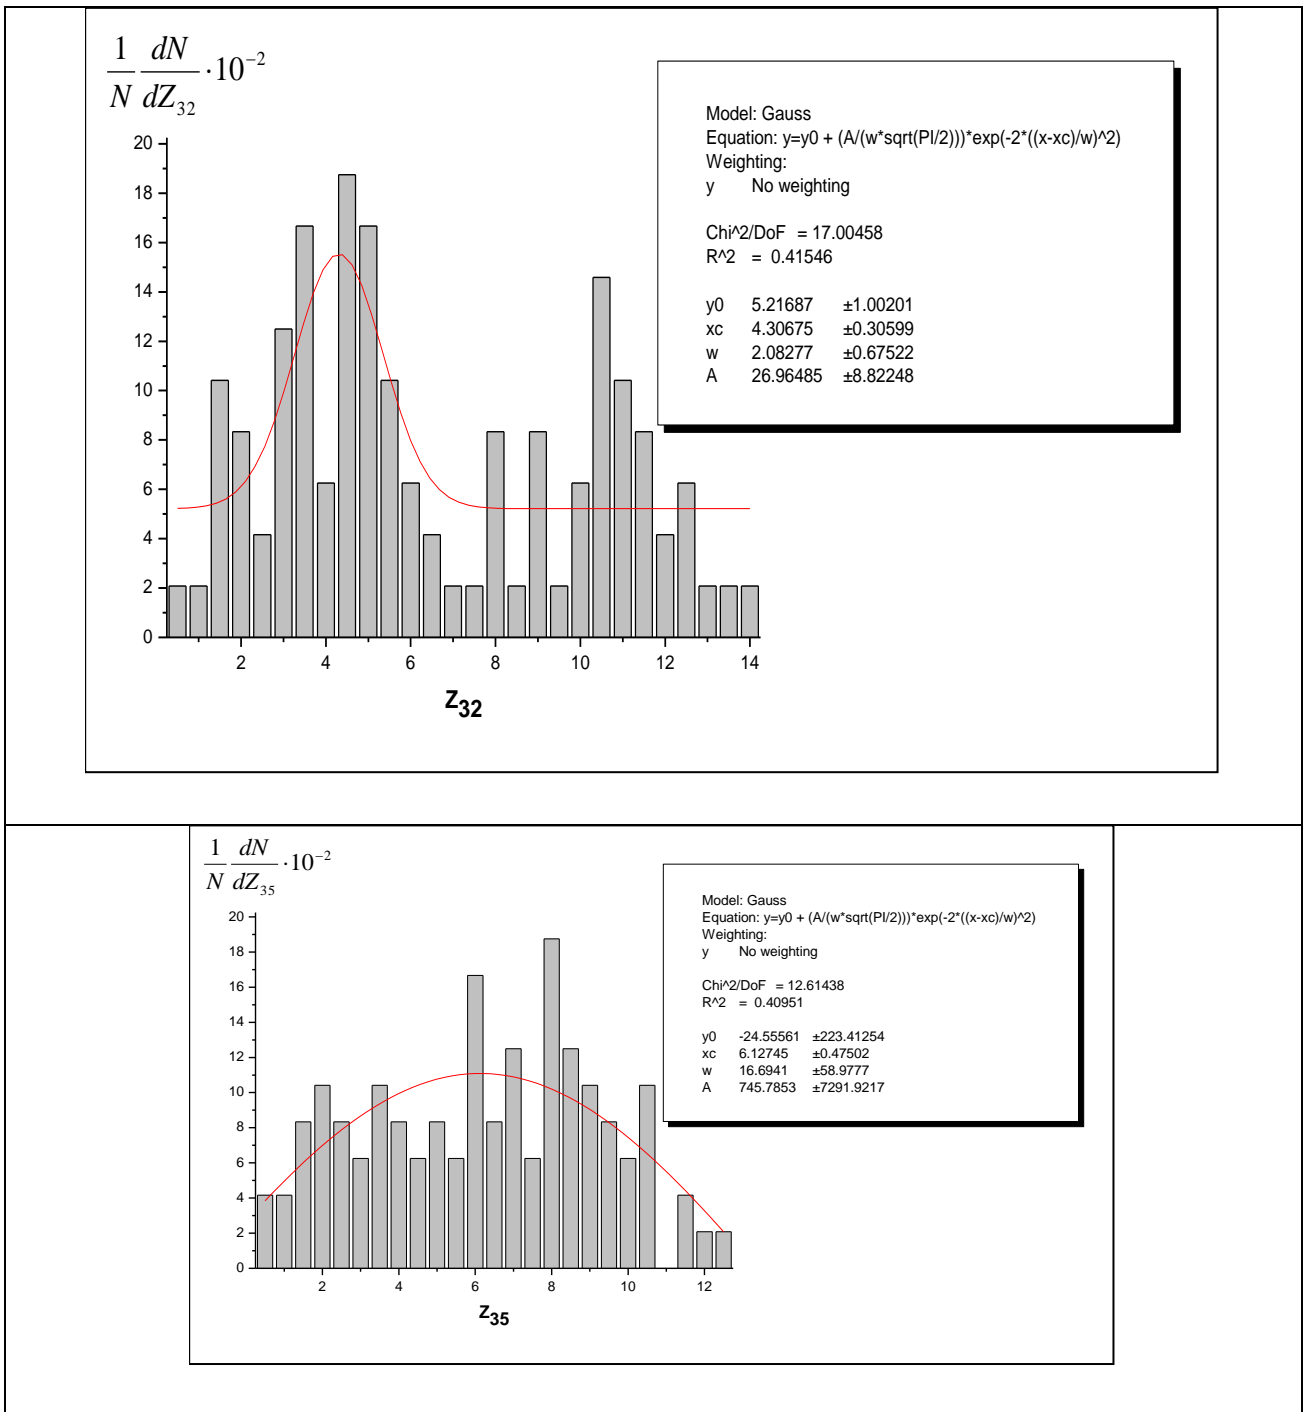 1/N dN/dZ32 ·10^-2
Model: Gauss
Equation: y=y0 + (A/(w*sqrt(PI/2)))*exp(-2*((x-xc)/w)^2)
Weighting:
y No weighting
Chi^2/DoF = 17.00458
R^2 = 0.41546
y0 5.21687 ±1.00201
xc 4.30675 ±0.30599
w 2.08277 ±0.67522
A 26.96485 ±8.82248
20
18
16
14
12
10
8
6
4
2
0
2 4 6 8 10 12 14
Z32
1/N dN/dZ35 ·10^-2
Model: Gauss
Equation: y=y0 + (A/(w*sqrt(PI/2)))*exp(-2*((x-xc)/w)^2)
Weighting:
y No weighting
Chi^2/DoF = 12.61438
R^2 = 0.40951
y0 -24.55561 ±223.41254
xc 6.12745 ±0.47502
w 16.6941 ±58.9777
A 745.7853 ±7291.9217
20
18
16
14
12
10
8
6
4
2
0
2 4 6 8 10 12
Z35